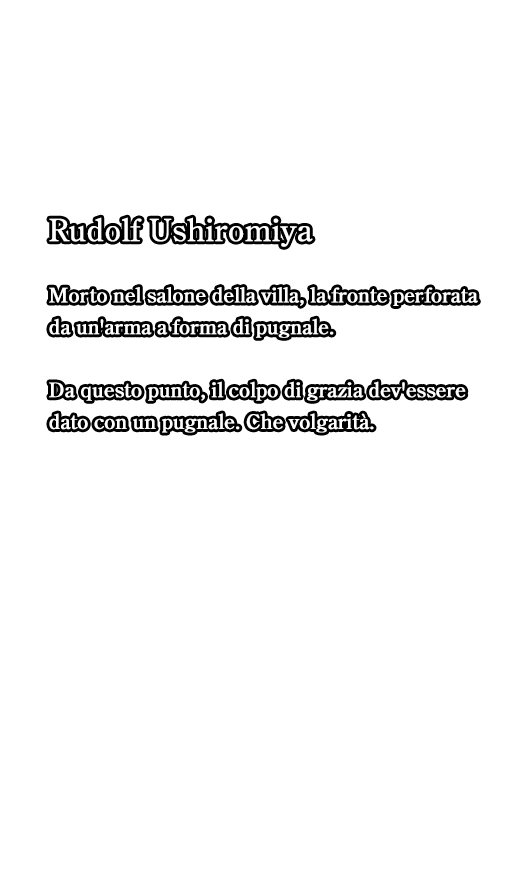 Rudolf Ushiromiya
Morto nel salone della villa, la fronte perforata
da un'arma a forma di pugnale.
Da questo punto, il colpo di grazia dev'essere
dato con un pugnale. Che volgarità.